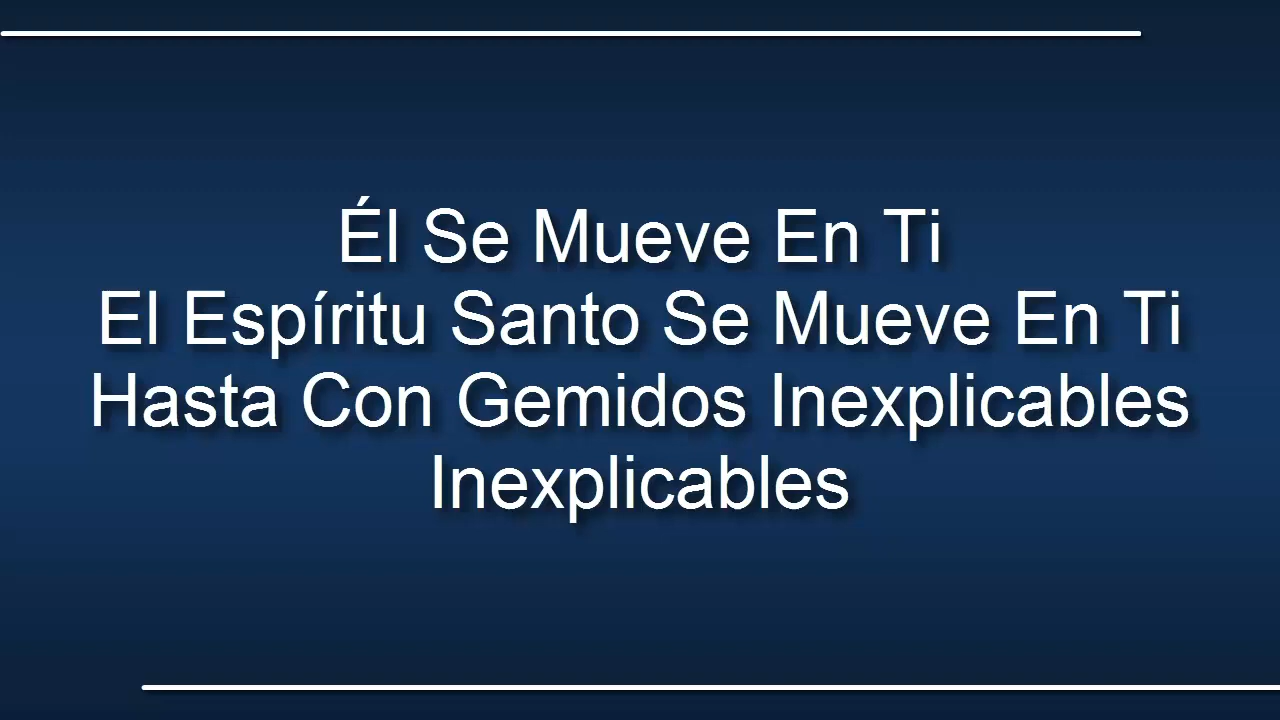 Él Se Mueve En Ti
El Espíritu Santo Se Mueve En Ti
Hasta Con Gemidos Inexplicables
Inexplicables